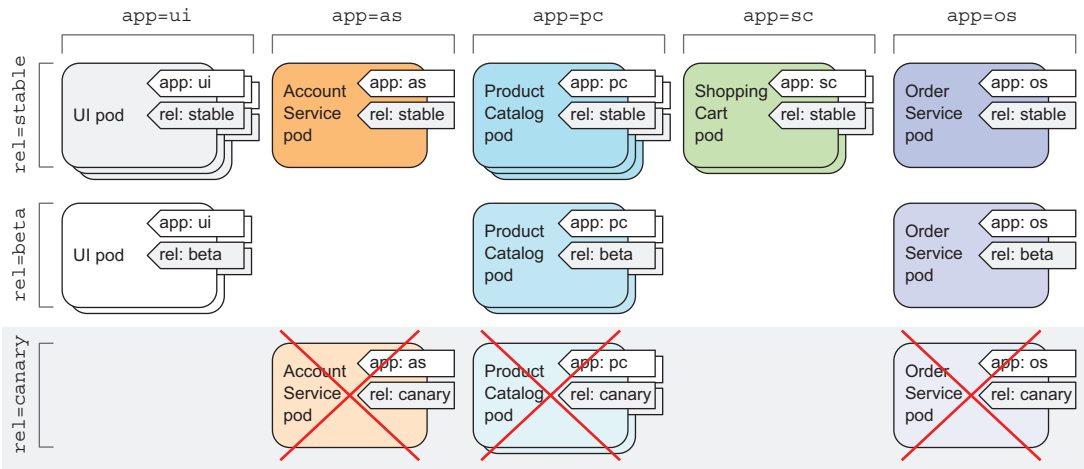 app=ui
app=as
app=pc
app=sc
app=os
rel=stable
UI pod
app: ui
rel: stable
Account
Service
pod
app: as
rel: stable
Product
Catalog
pod
app: pc
rel: stable
Shopping
Cart
pod
app: sc
rel: stable
Order
Service
pod
app: os
rel: stable
rel=beta
UI pod
app: ui
rel: beta
Product
Catalog
pod
app: pc
rel: beta
Order
Service
pod
app: os
rel: beta
rel=canary
Account
Service
pod
app: as
rel: canary
Product
Catalog
pod
app: pc
rel: canary
Order
Service
pod
app: os
rel: canary